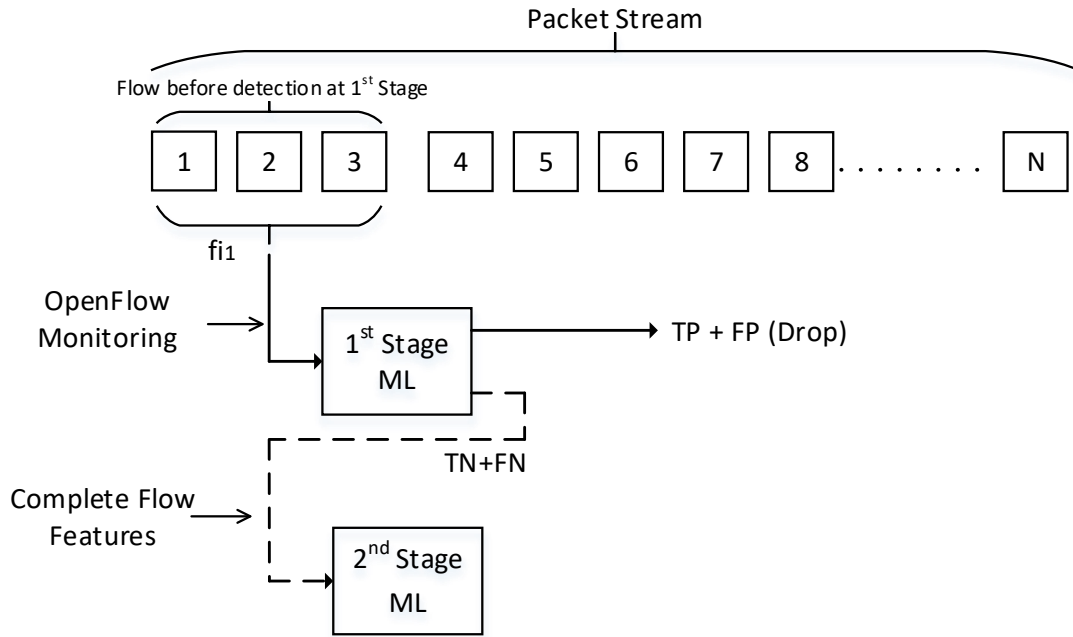 Packet Stream
Flow before detection at 1st Stage
1 2 3 4 5 6 7 8 . . . . . . . . N
fi1
OpenFlow
Monitoring
1st Stage
ML
TP + FP (Drop)
TN+FN
Complete Flow
Features
2nd Stage
ML